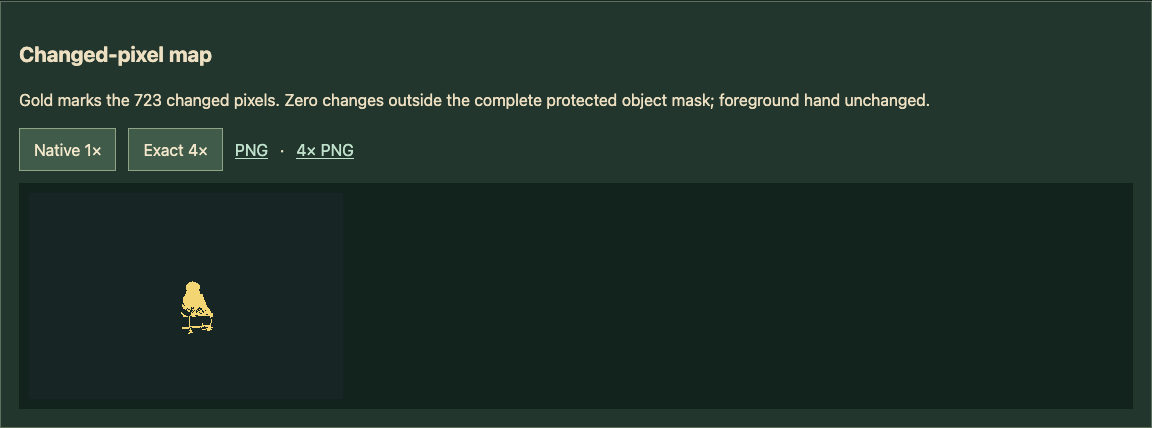 Changed-pixel map
Gold marks the 723 changed pixels. Zero changes outside the complete protected object mask; foreground hand unchanged.
Native 1× Exact 4× PNG · 4× PNG